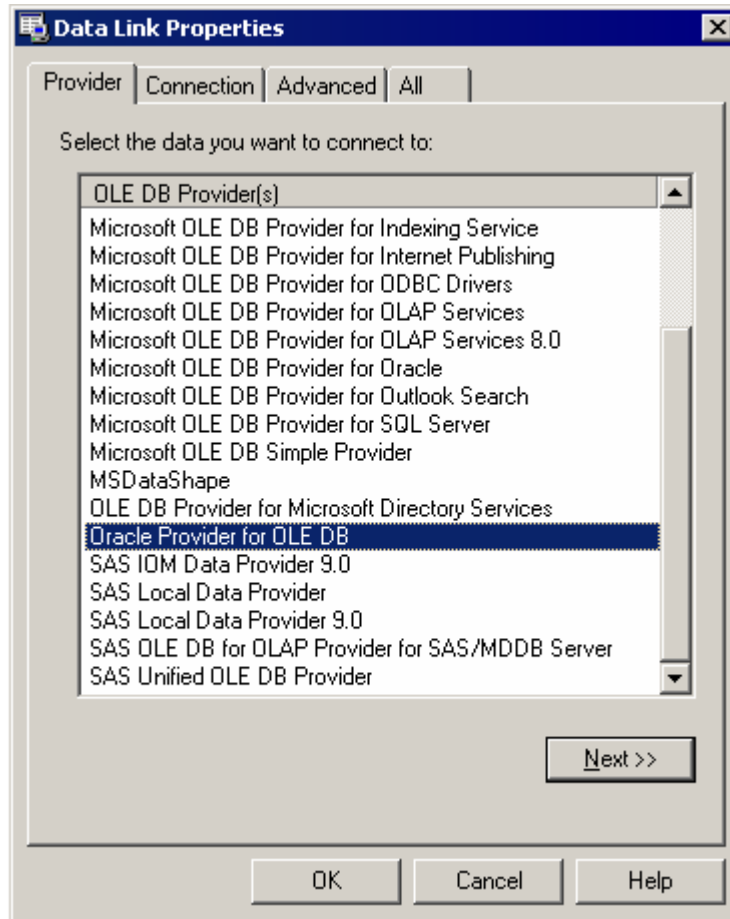 Data Link Properties
Provider Connection Advanced All
Select the data you want to connect to:
OLE DB Provider(s)
Microsoft OLE DB Provider for Indexing Service
Microsoft OLE DB Provider for Internet Publishing
Microsoft OLE DB Provider for ODBC Drivers
Microsoft OLE DB Provider for OLAP Services
Microsoft OLE DB Provider for OLAP Services 8.0
Microsoft OLE DB Provider for Oracle
Microsoft OLE DB Provider for Outlook Search
Microsoft OLE DB Provider for SQL Server
Microsoft OLE DB Simple Provider
MSDataShape
OLE DB Provider for Microsoft Directory Services
Oracle Provider for OLE DB
SAS IOM Data Provider 9.0
SAS Local Data Provider
SAS Local Data Provider 9.0
SAS OLE DB for OLAP Provider for SAS/MDDB Server
SAS Unified OLE DB Provider
Next >>
OK Cancel Help